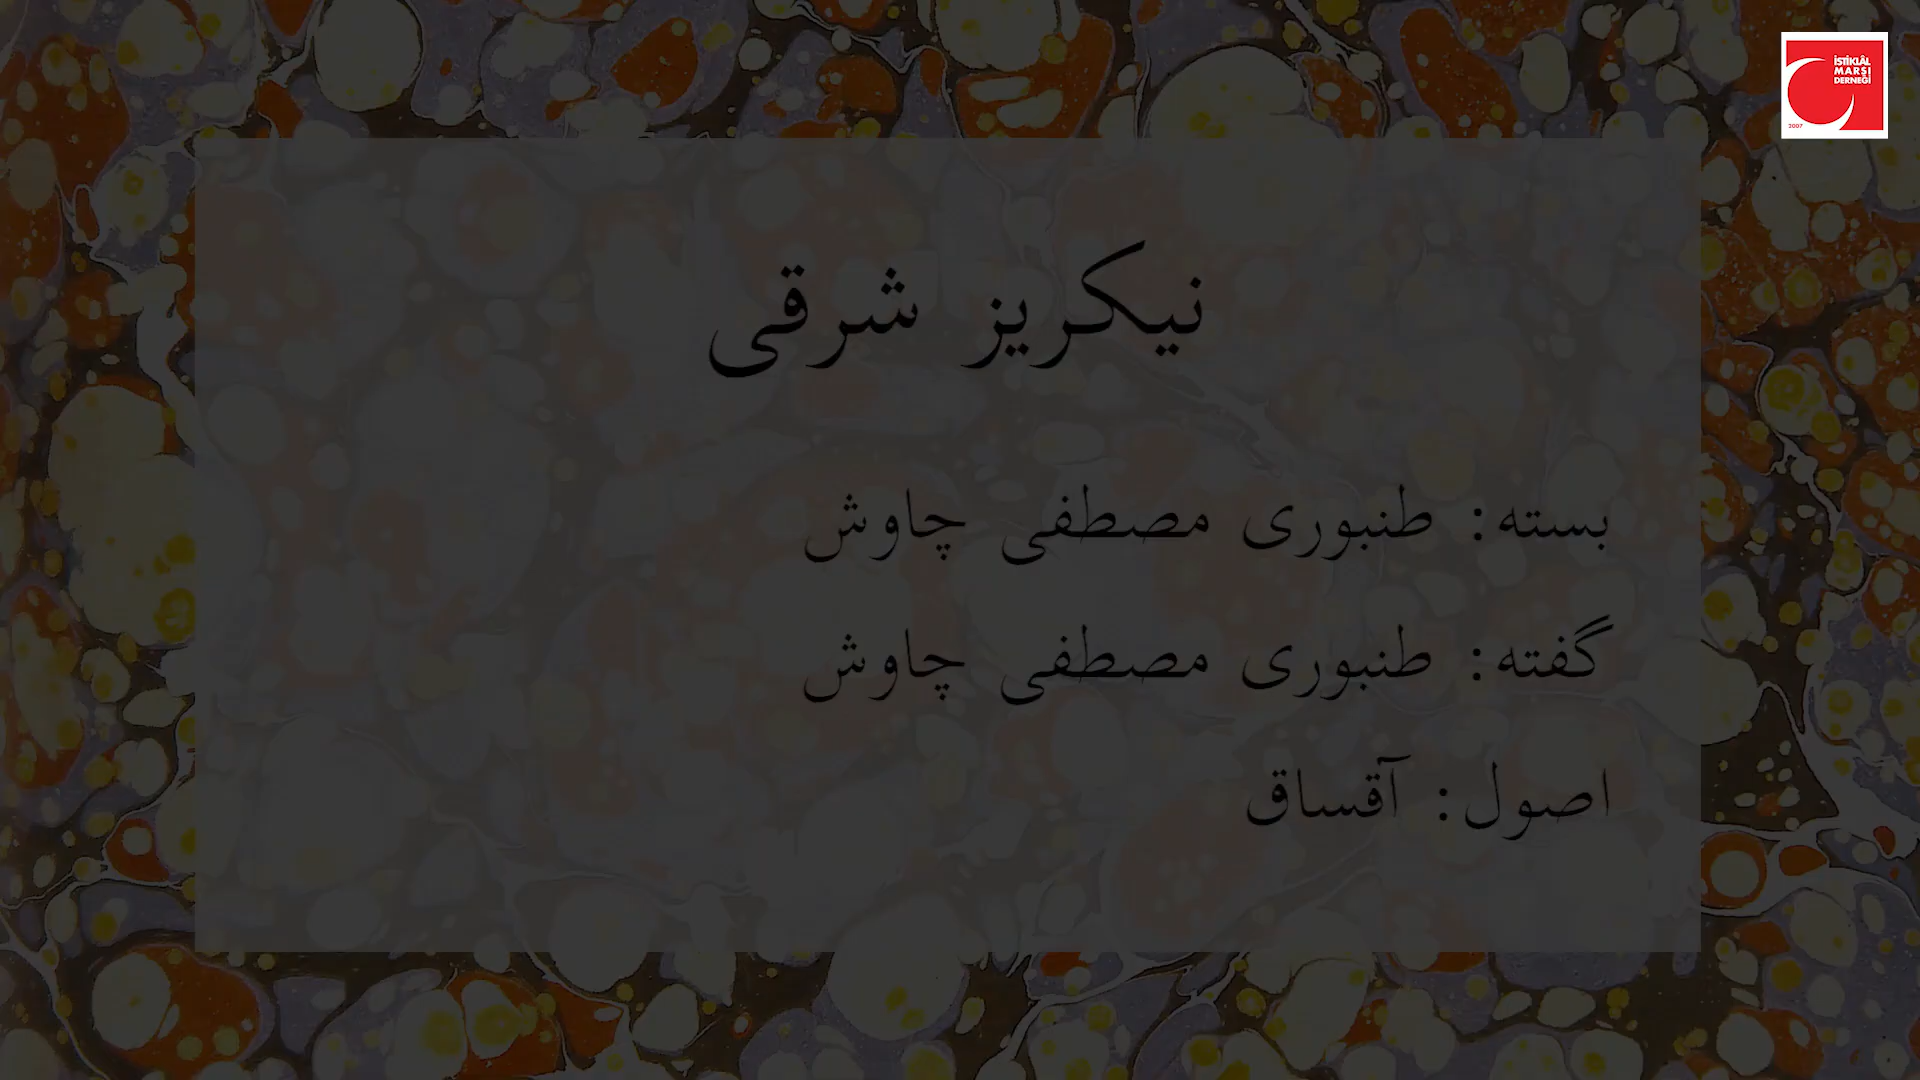 İSTİKLÂL
MARŞI
DERNEĞİ
2007
نیکریز شرقی
بسته: طنبوری مصطفی چاوش
گفته: طنبوری مصطفی چاوش
اصول: آقساق